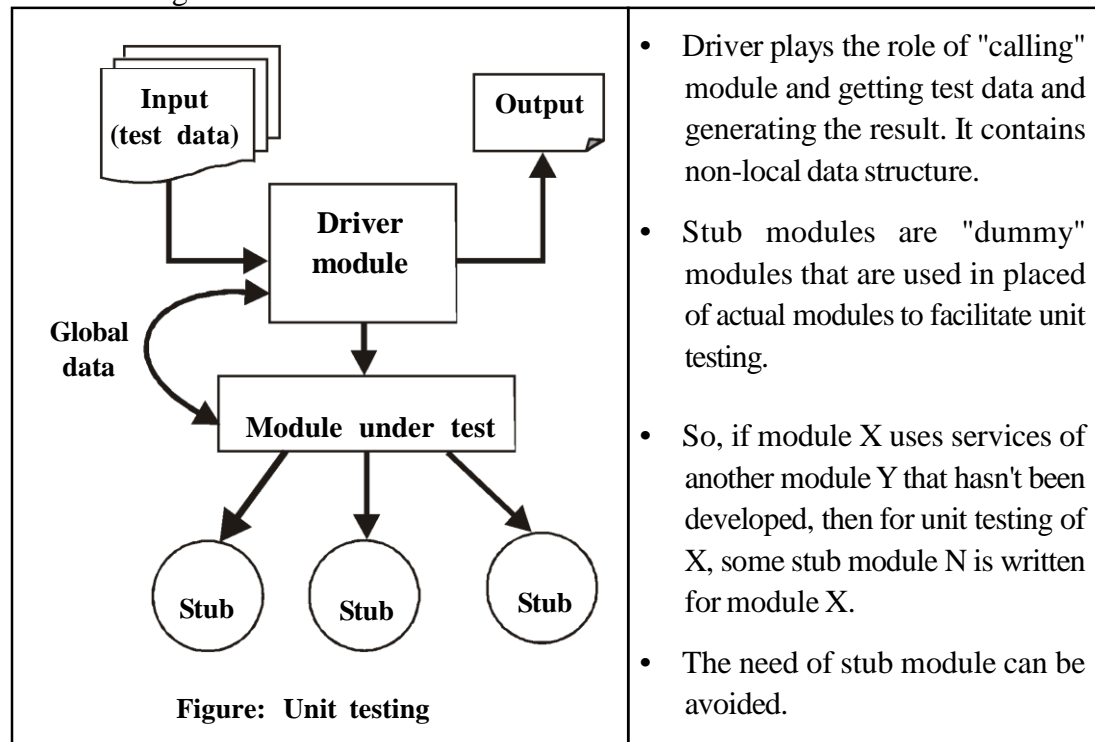 Input
(test data)
Output
Driver
module
Global
data
Module under test
Stub
Stub
Stub
Figure: Unit testing
• Driver plays the role of "calling"
module and getting test data and
generating the result. It contains
non-local data structure.
• Stub modules are "dummy"
modules that are used in placed
of actual modules to facilitate unit
testing.
• So, if module X uses services of
another module Y that hasn't been
developed, then for unit testing of
X, some stub module N is written
for module X.
• The need of stub module can be
avoided.